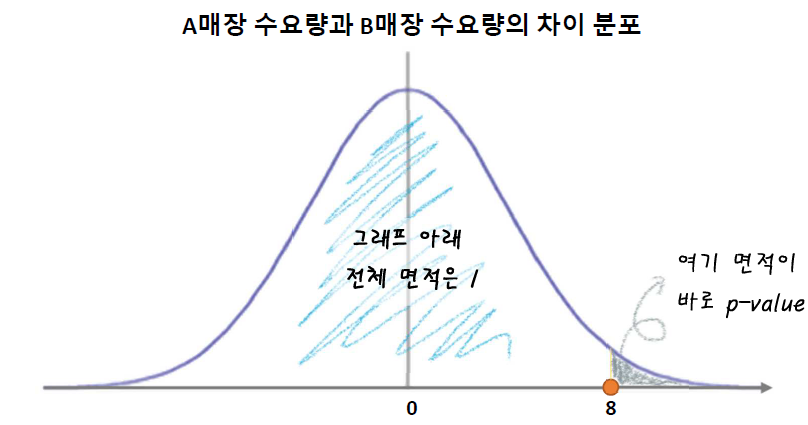 A매장 수요량과 B매장 수요량의 차이 분포
그래프 아래
전체 면적은 1
여기 면적이
바로 p-value
0
8